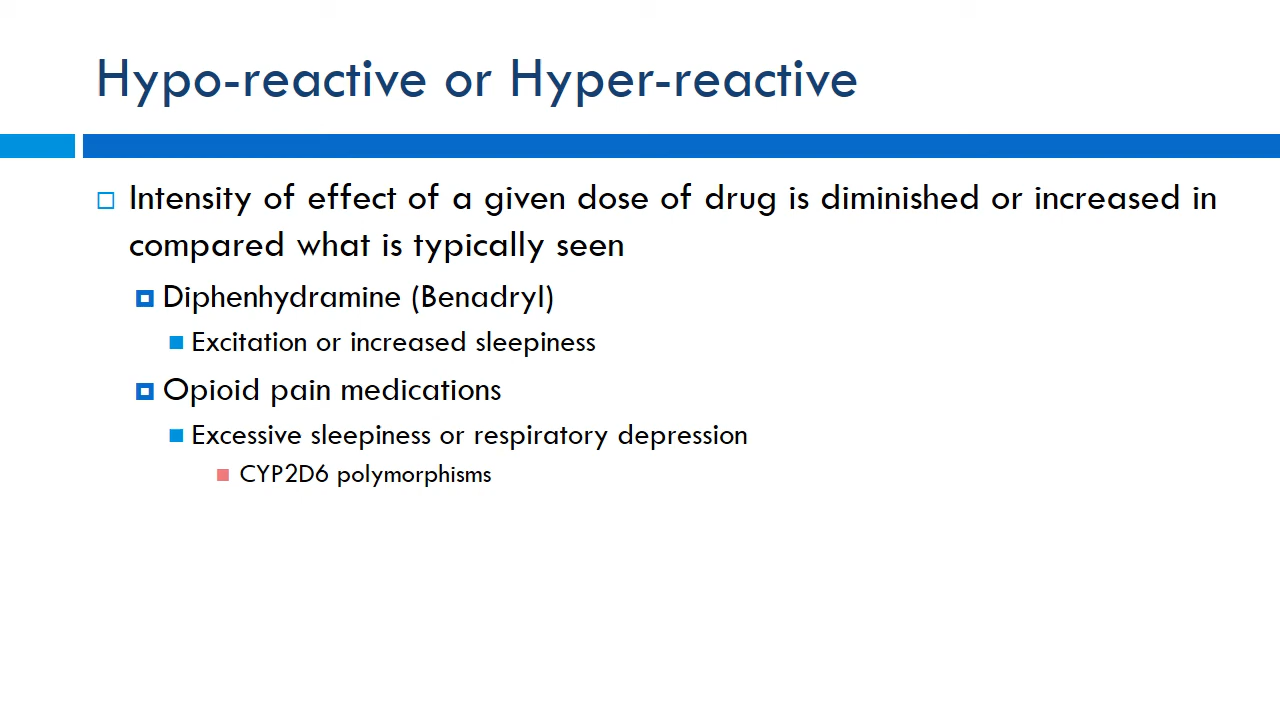 Hypo-reactive or Hyper-reactive
Intensity of effect of a given dose of drug is diminished or increased in
compared what is typically seen
Diphenhydramine (Benadryl)
Excitation or increased sleepiness
Opioid pain medications
Excessive sleepiness or respiratory depression
CYP2D6 polymorphisms